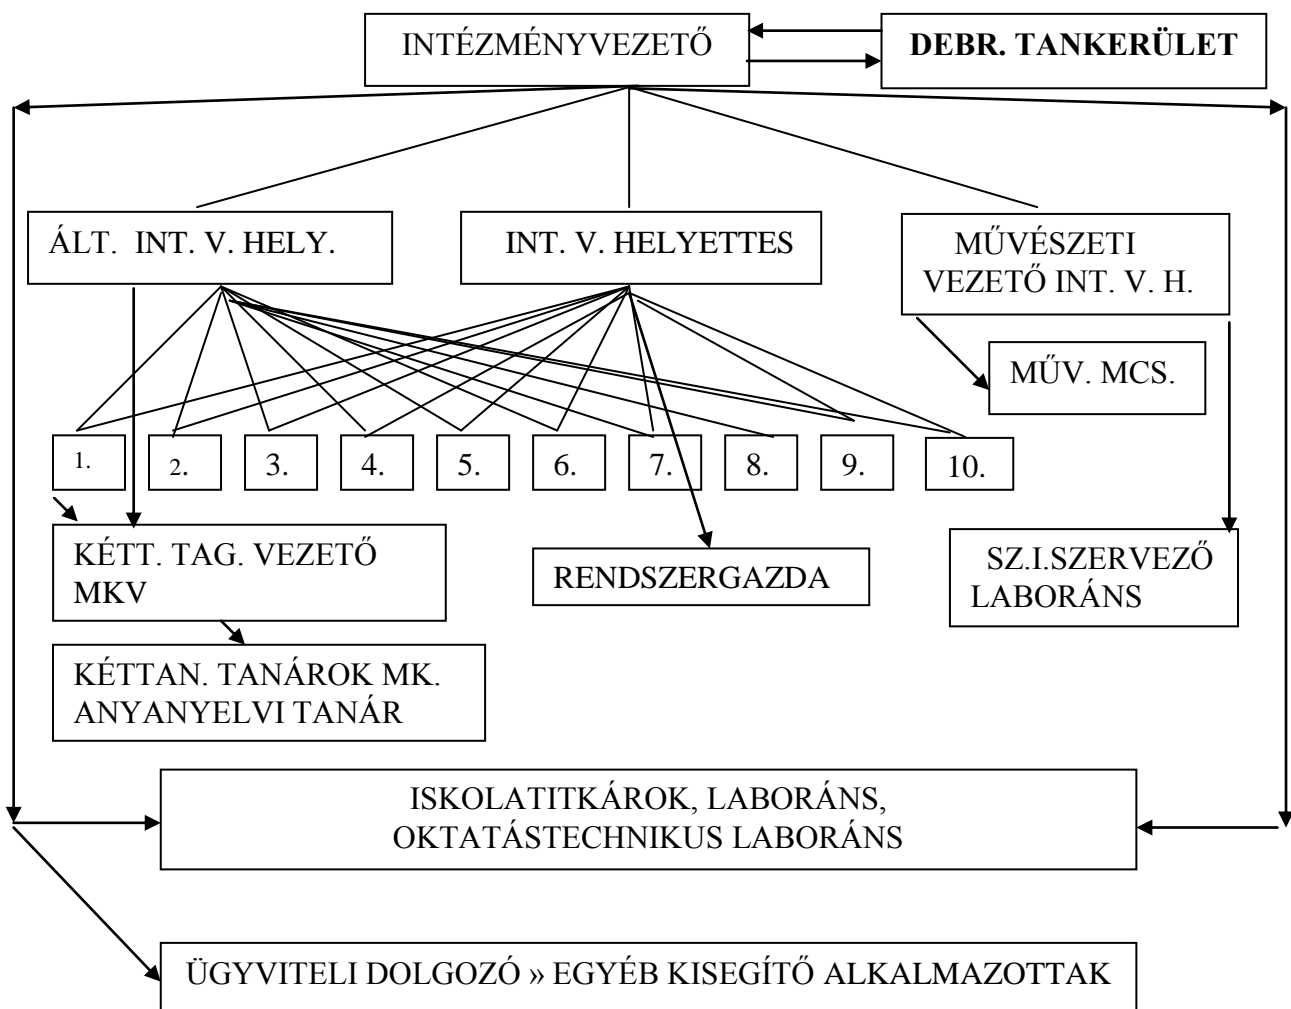 INTÉZMÉNYVEZETŐ
DEBR. TANKERÜLET
ÁLT. INT. V. HELY.
INT. V. HELYETTES
MŰVÉSZETI
VEZETŐ INT. V. H.
MŰV. MCS.
1.
2.
3.
4.
5.
6.
7.
8.
9.
10.
KÉTT. TAG. VEZETŐ
MKV
RENDSZERGAZDA
SZ.I.SZERVEZŐ
LABORÁNS
KÉTTAN. TANÁROK MK.
ANYANYELVI TANÁR
ISKOLATITKÁROK, LABORÁNS,
OKTATÁSTECHNIKUS LABORÁNS
ÜGYVITELI DOLGOZÓ » EGYÉB KISEGÍTŐ ALKALMAZOTTAK